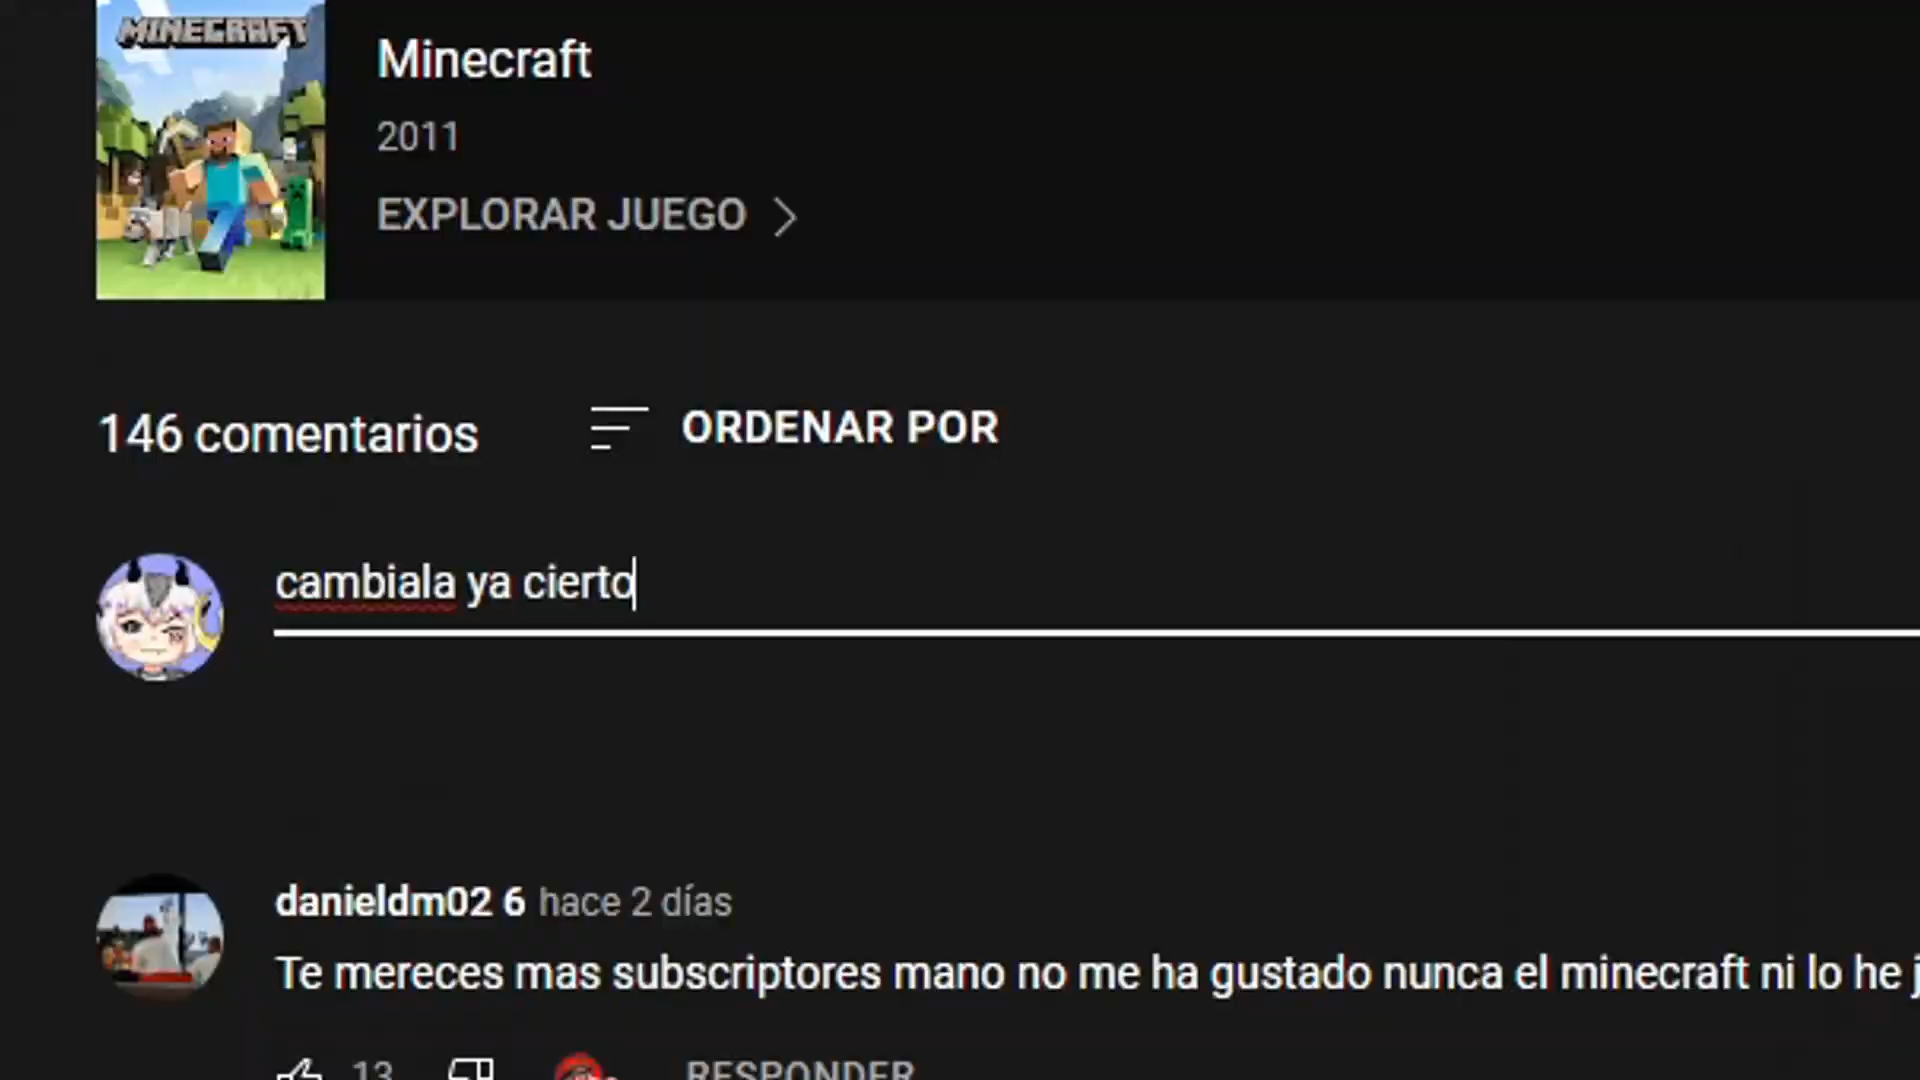 MINECRAFT
Minecraft
2011
EXPLORAR JUEGO
146 comentarios
ORDENAR POR
cambiala ya cierto
danieldm02 6 hace 2 días
Te mereces mas subscriptores mano no me ha gustado nunca el minecraft ni lo he j
13 RESPONDER